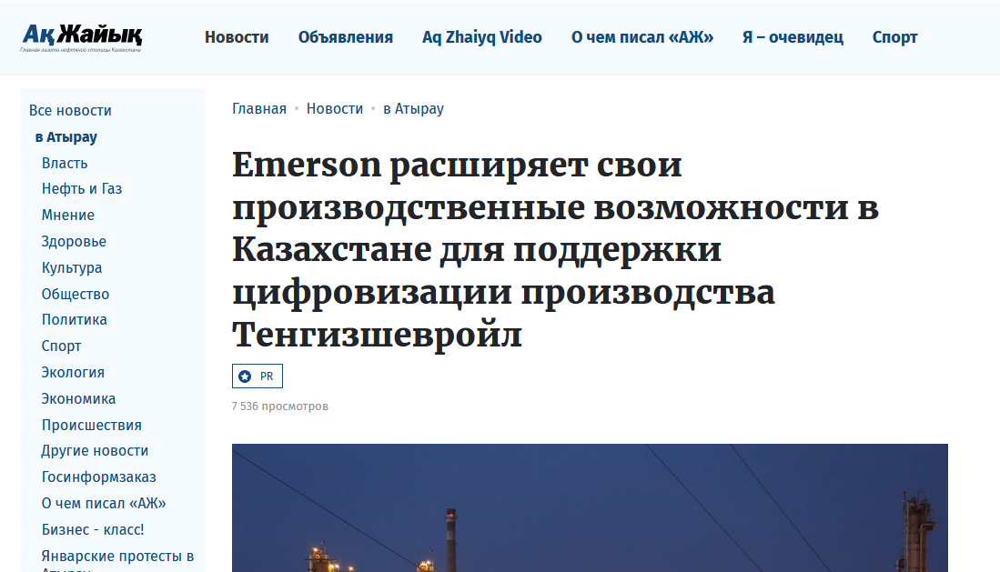 Ақ Жайық
Главная газета нефтяной столицы Казахстана
Новости
Объявления
Aq Zhaiyq Video
О чем писал «АЖ»
Я – очевидец
Спорт
Все новости
в Атырау
Власть
Нефть и Газ
Мнение
Здоровье
Культура
Общество
Политика
Спорт
Экология
Экономика
Происшествия
Другие новости
Госинформзаказ
О чем писал «АЖ»
Бизнес - класс!
Январские протесты в
Главная • Новости • в Атырау
Emerson расширяет свои
производственные возможности в
Казахстане для поддержки
цифровизации производства
Тенгизшевройл
PR
7 536 просмотров